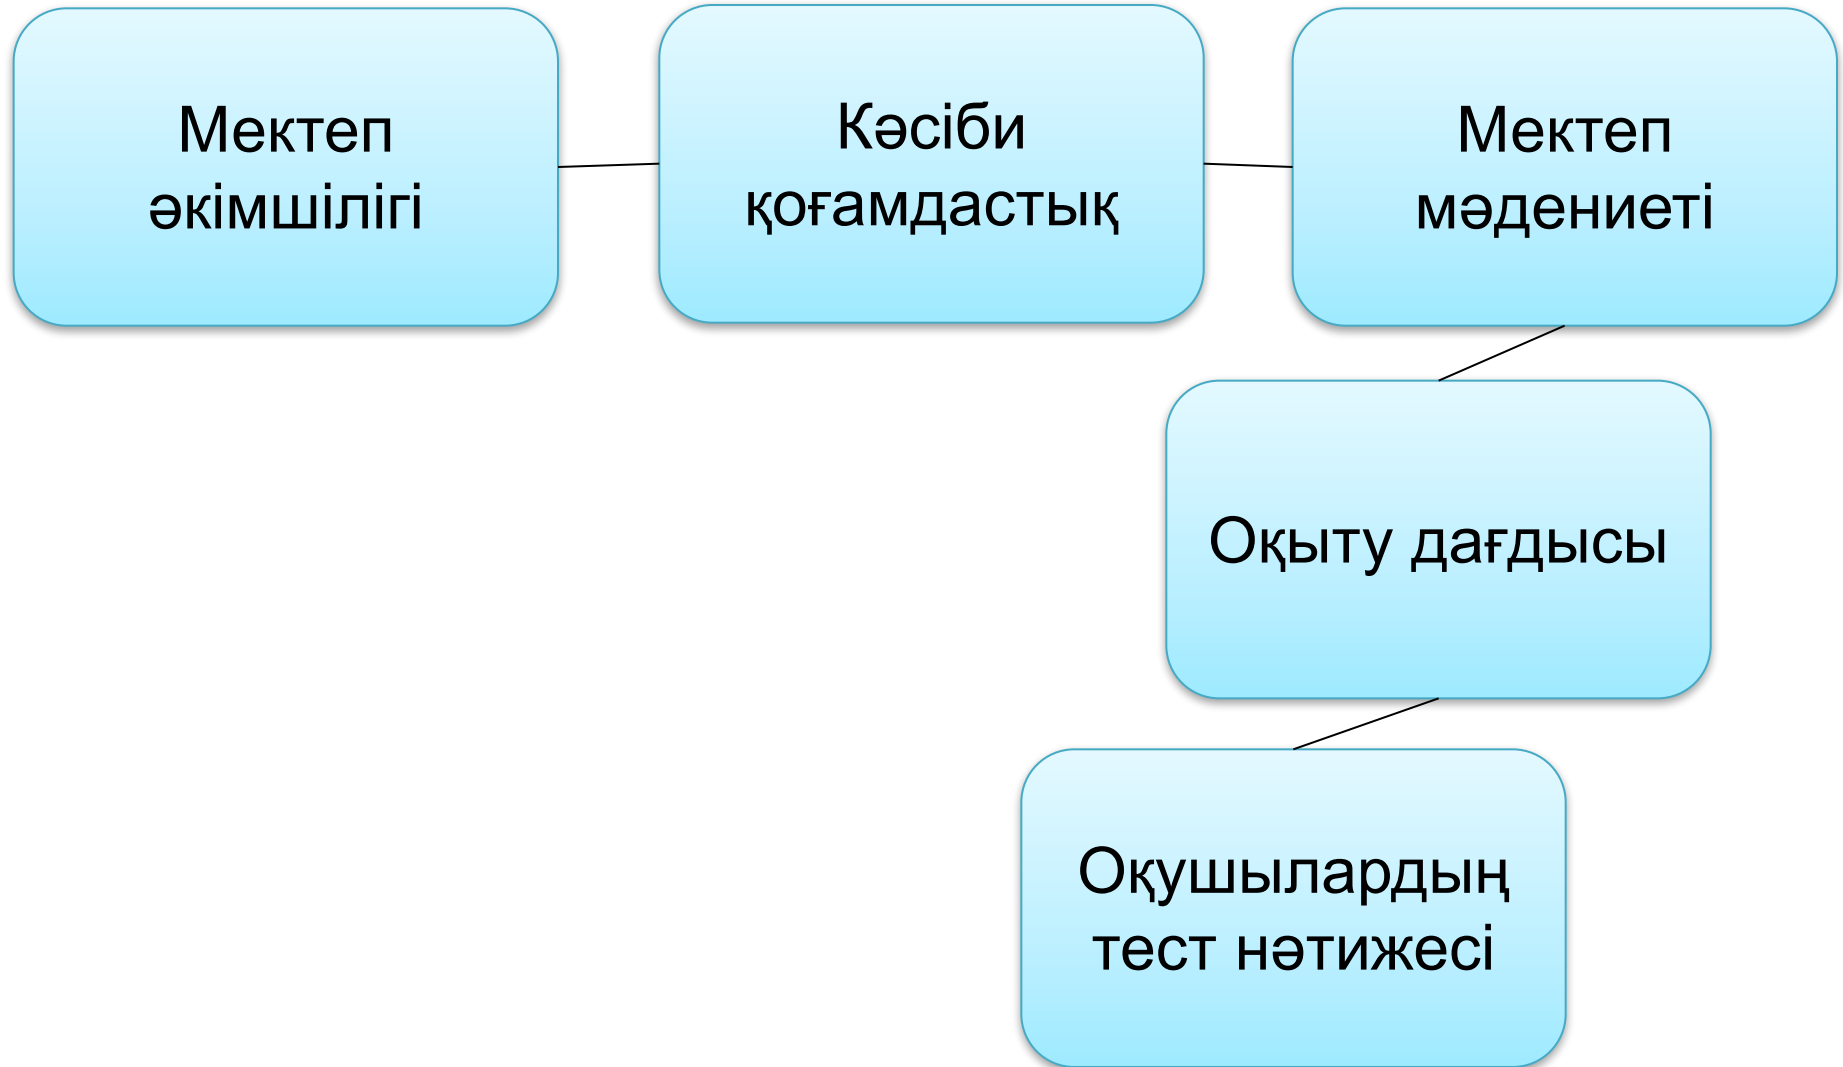 Мектеп
әкімшілігі
Кәсіби
қоғамдастық
Мектеп
мәдениеті
Оқыту дағдысы
Оқушылардың
тест нәтижесі